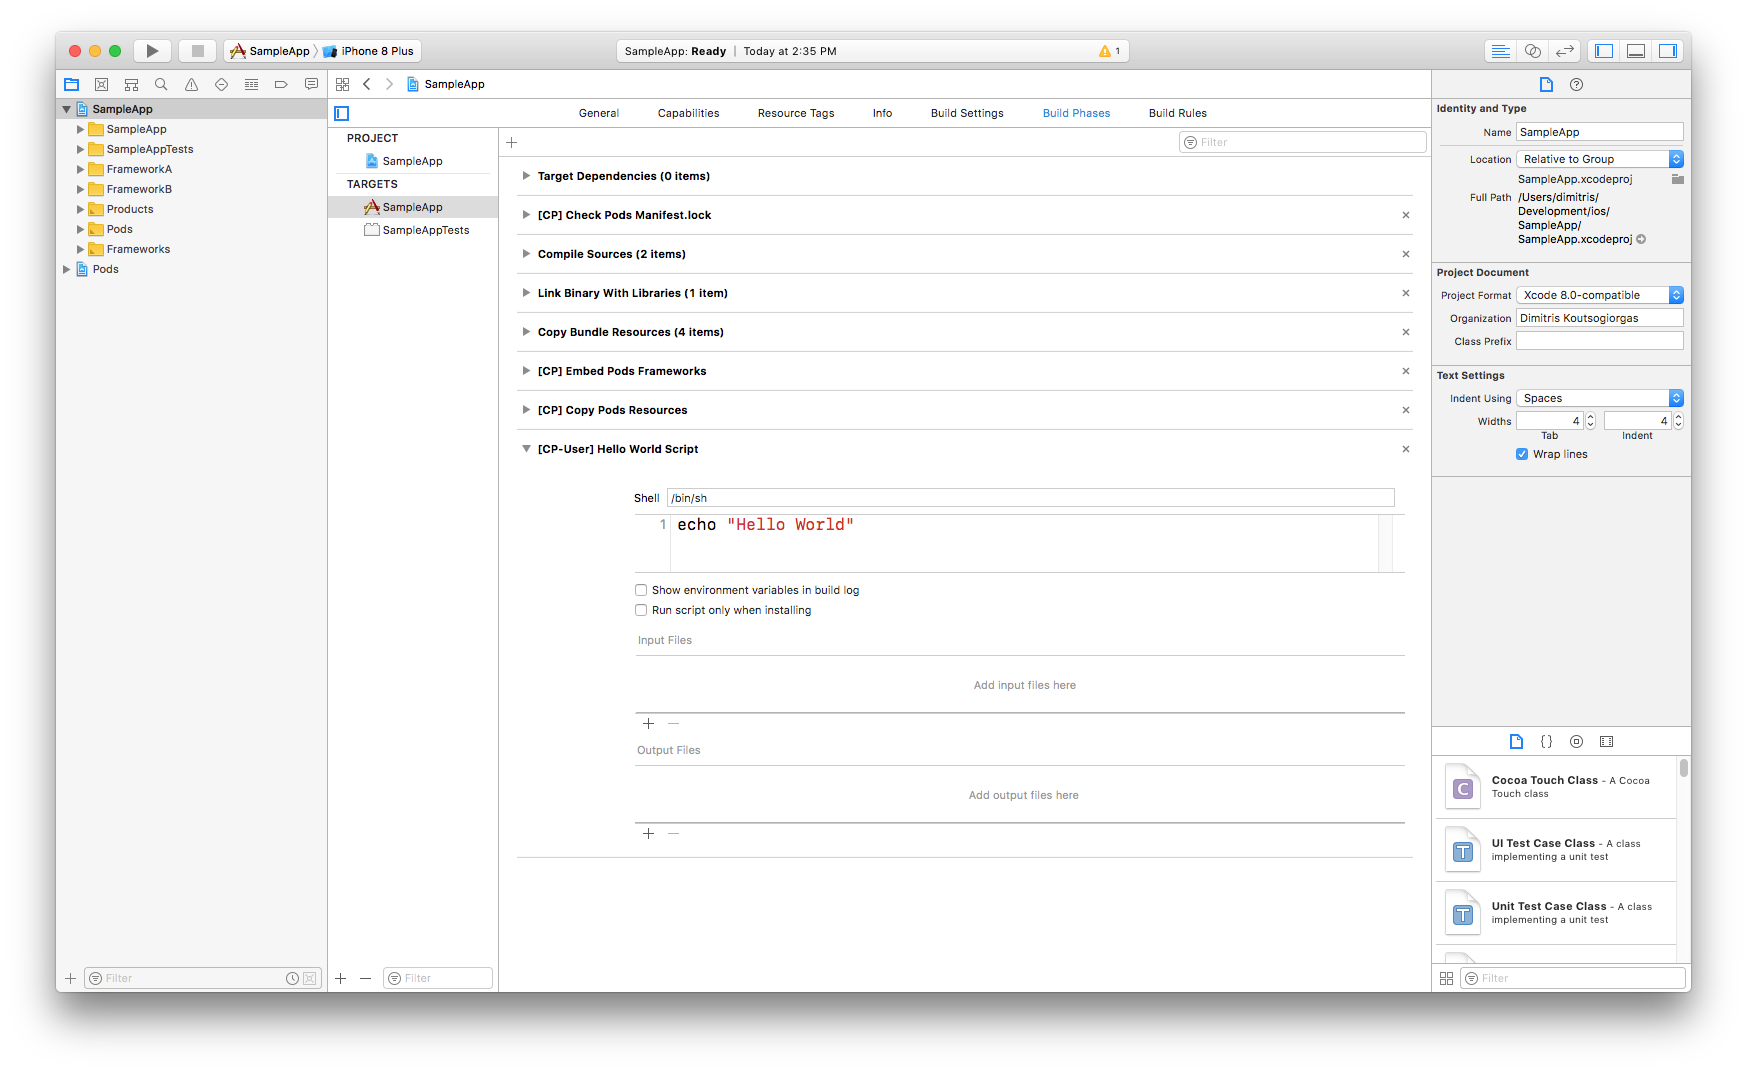 SampleApp
iPhone 8 Plus
SampleApp: Ready | Today at 2:35 PM
1
SampleApp
SampleApp
SampleApp
SampleAppTests
FrameworkA
FrameworkB
Products
Pods
Frameworks
Pods
Filter
General
Capabilities
Resource Tags
Info
Build Settings
Build Phases
Build Rules
PROJECT
SampleApp
TARGETS
SampleApp
SampleAppTests
Filter
Filter
Target Dependencies (0 items)
[CP] Check Pods Manifest.lock
Compile Sources (2 items)
Link Binary With Libraries (1 item)
Copy Bundle Resources (4 items)
[CP] Embed Pods Frameworks
[CP] Copy Pods Resources
[CP-User] Hello World Script
Shell /bin/sh
1 echo "Hello World"
Show environment variables in build log
Run script only when installing
Input Files
Add input files here
Output Files
Add output files here
Identity and Type
Name SampleApp
Location Relative to Group
SampleApp.xcodeproj
Full Path /Users/dimitris/
Development/ios/
SampleApp/
SampleApp.xcodeproj
Project Document
Project Format Xcode 8.0-compatible
Organization Dimitris Koutsogiorgas
Class Prefix
Text Settings
Indent Using Spaces
Widths 4 4
Tab Indent
Wrap lines
{}
C
Cocoa Touch Class - A Cocoa
Touch class
T
UI Test Case Class - A class
implementing a unit test
T
Unit Test Case Class - A class
implementing a unit test
Filter